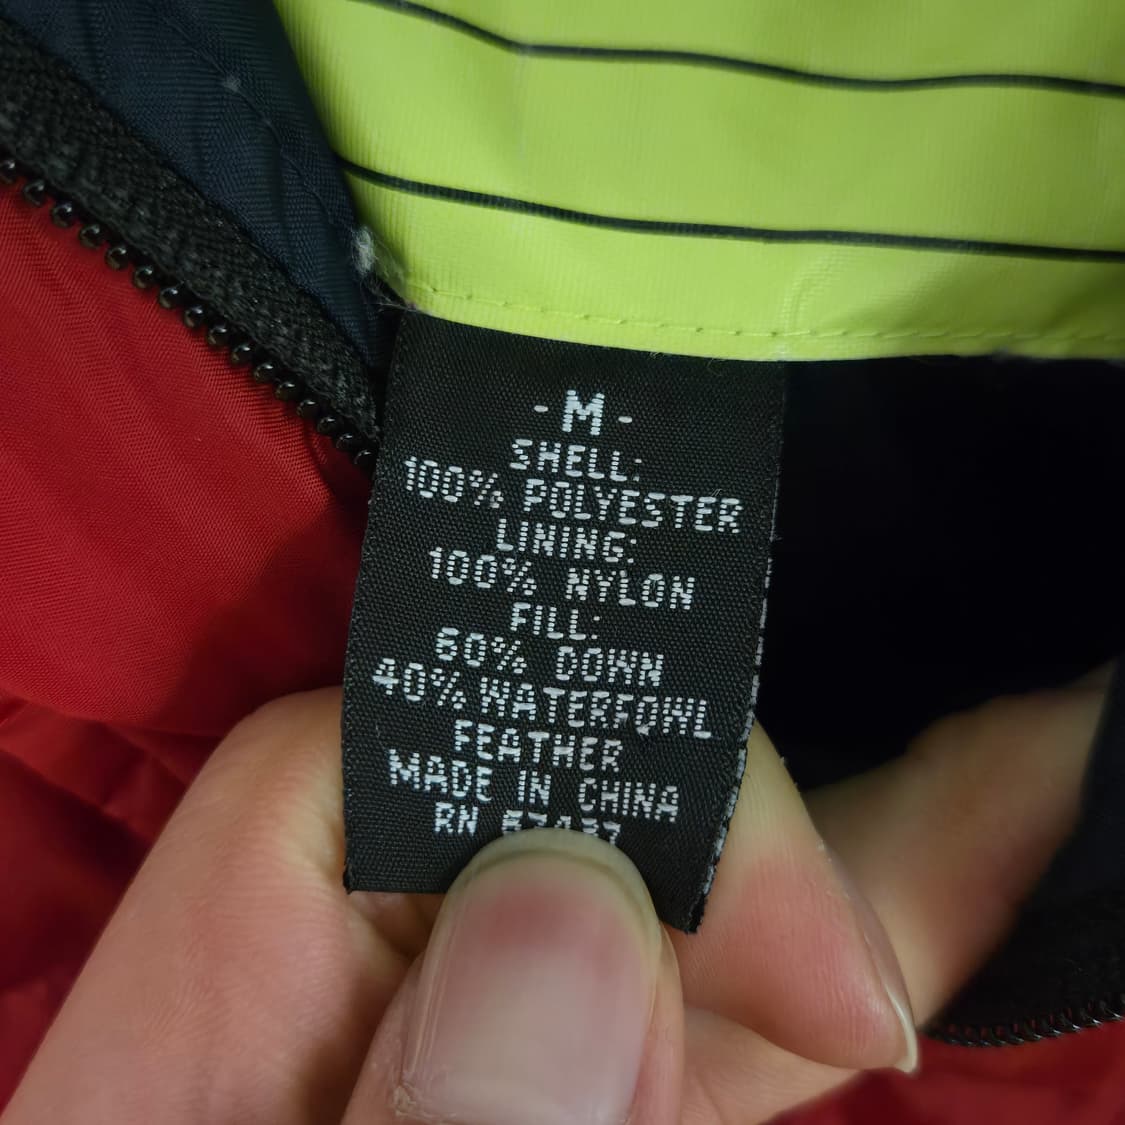 -M-
SHELL:
100% POLYESTER
LINING:
100% NYLON
FILL:
60% DOWN
40% WATERFOWL
FEATHER
MADE IN CHINA
RN